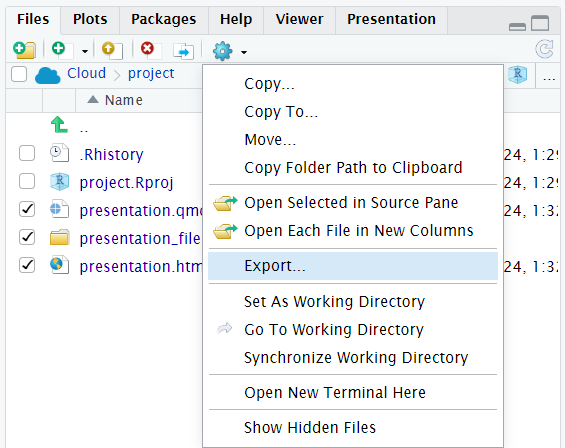 Files Plots Packages Help Viewer Presentation
Cloud project R ...
Name
..
.Rhistory 24, 1:29
R project.Rproj 24, 1:29
presentation.qmd 24, 1:32
presentation_file
presentation.htm 24, 1:32
Copy...
Copy To...
Move...
Copy Folder Path to Clipboard
Open Selected in Source Pane
Open Each File in New Columns
Export...
Set As Working Directory
Go To Working Directory
Synchronize Working Directory
Open New Terminal Here
Show Hidden Files